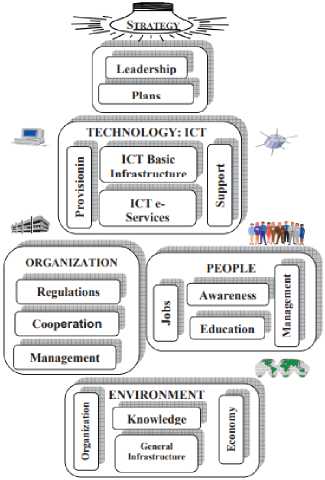 STRATEGY
Leadership
Plans
TECHNOLOGY: ICT
Provisionin
ICT Basic
Infrastructure
ICT e-
Services
Support
ORGANIZATION
Regulations
Cooperation
Management
PEOPLE
Jobs
Awareness
Education
Management
ENVIRONMENT
Organization
Knowledge
General
Infrastructure
Economy